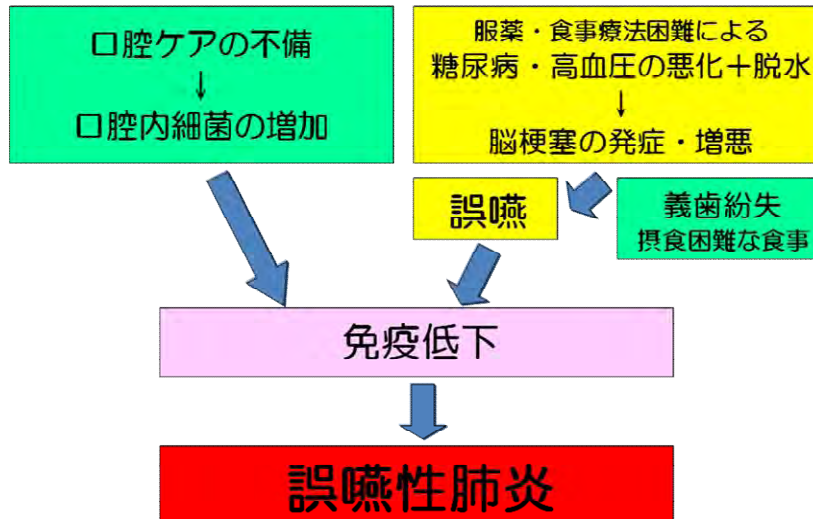 口腔ケアの不備
↓
口腔内細菌の増加
服薬・食事療法困難による
糖尿病・高血圧の悪化＋脱水
↓
脳梗塞の発症・増悪
誤嚥
義歯紛失
摂食困難な食事
免疫低下
誤嚥性肺炎